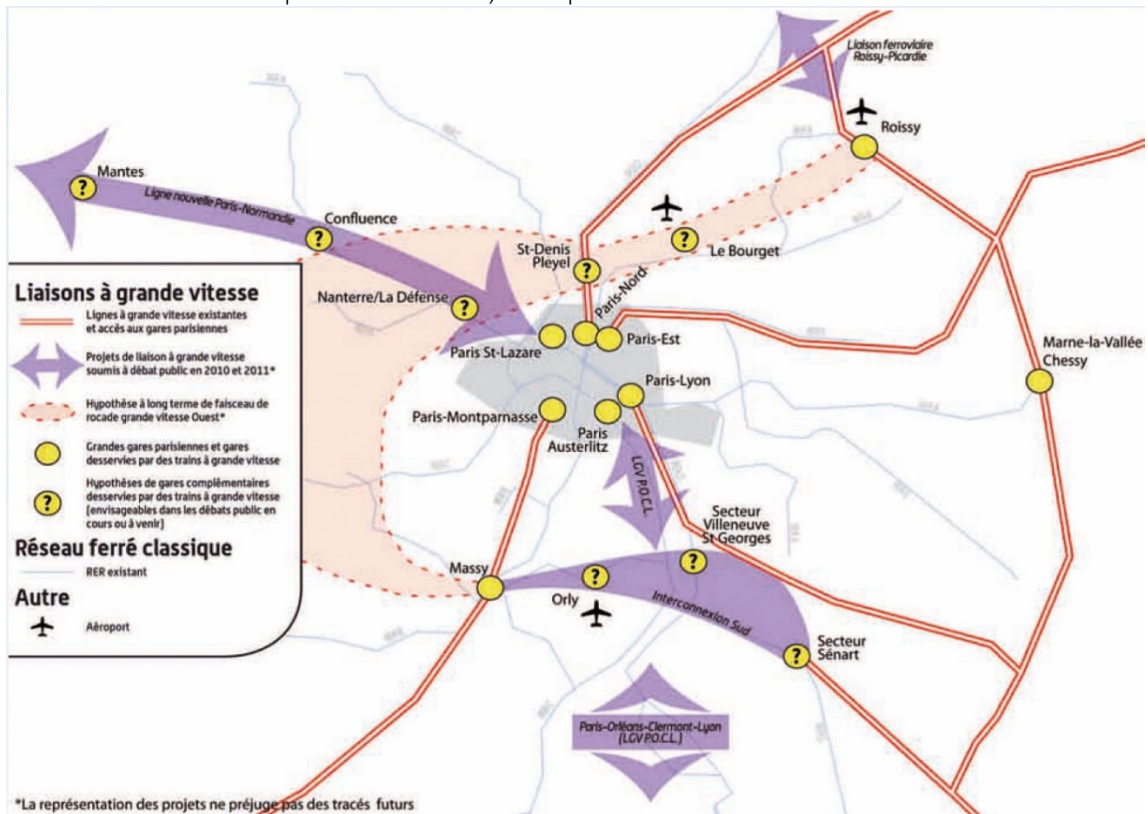 Liaison ferroviaire
Roissy-Picardie
Roissy
Mantes
Ligne nouvelle Paris-Normandie
Confluence
St-Denis
Pleyel
Le Bourget
Nanterre/La Défense
Paris-Nord
Paris St-Lazare
Paris-Est
Marne-la-Vallée
Chessy
Paris-Lyon
Paris-Montparnasse
Paris
Austerlitz
LGV P.O.C.L.
Secteur
Villeneuve
St Georges
Massy
Orly
Interconnexion Sud
Secteur
Sénart
Paris-Orléans-Clermont-Lyon
(LGV P.O.C.L.)
Liaisons à grande vitesse
Lignes à grande vitesse existantes
et accès aux gares parisiennes
Projets de liaison à grande vitesse
soumis à débat public en 2010 et 2011*
Hypothèse à long terme de faisceau de
rocade grande vitesse Ouest*
Grandes gares parisiennes et gares
desservies par des trains à grande vitesse
Hypothèses de gares complémentaires
desservies par des trains à grande vitesse
(envisageables dans les débats public en
cours ou à venir)
Réseau ferré classique
RER existant
Autre
Aéroport
*La représentation des projets ne préjuge pas des tracés futurs